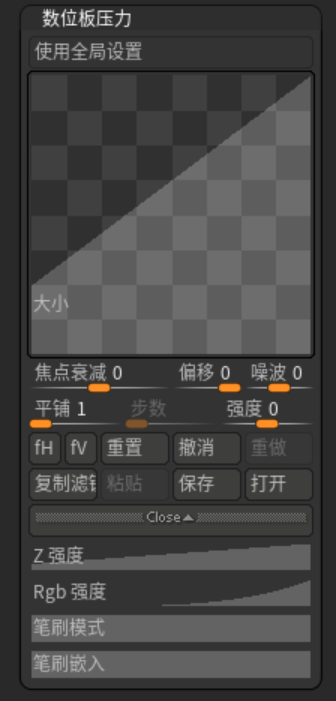 数位板压力
使用全局设置
大小
焦点衰减 0 偏移 0 噪波 0
平铺 1 步数 强度 0
fH fV 重置 撤消 重做
复制滤 粘贴 保存 打开
Close
Z 强度
Rgb 强度
笔刷模式
笔刷嵌入